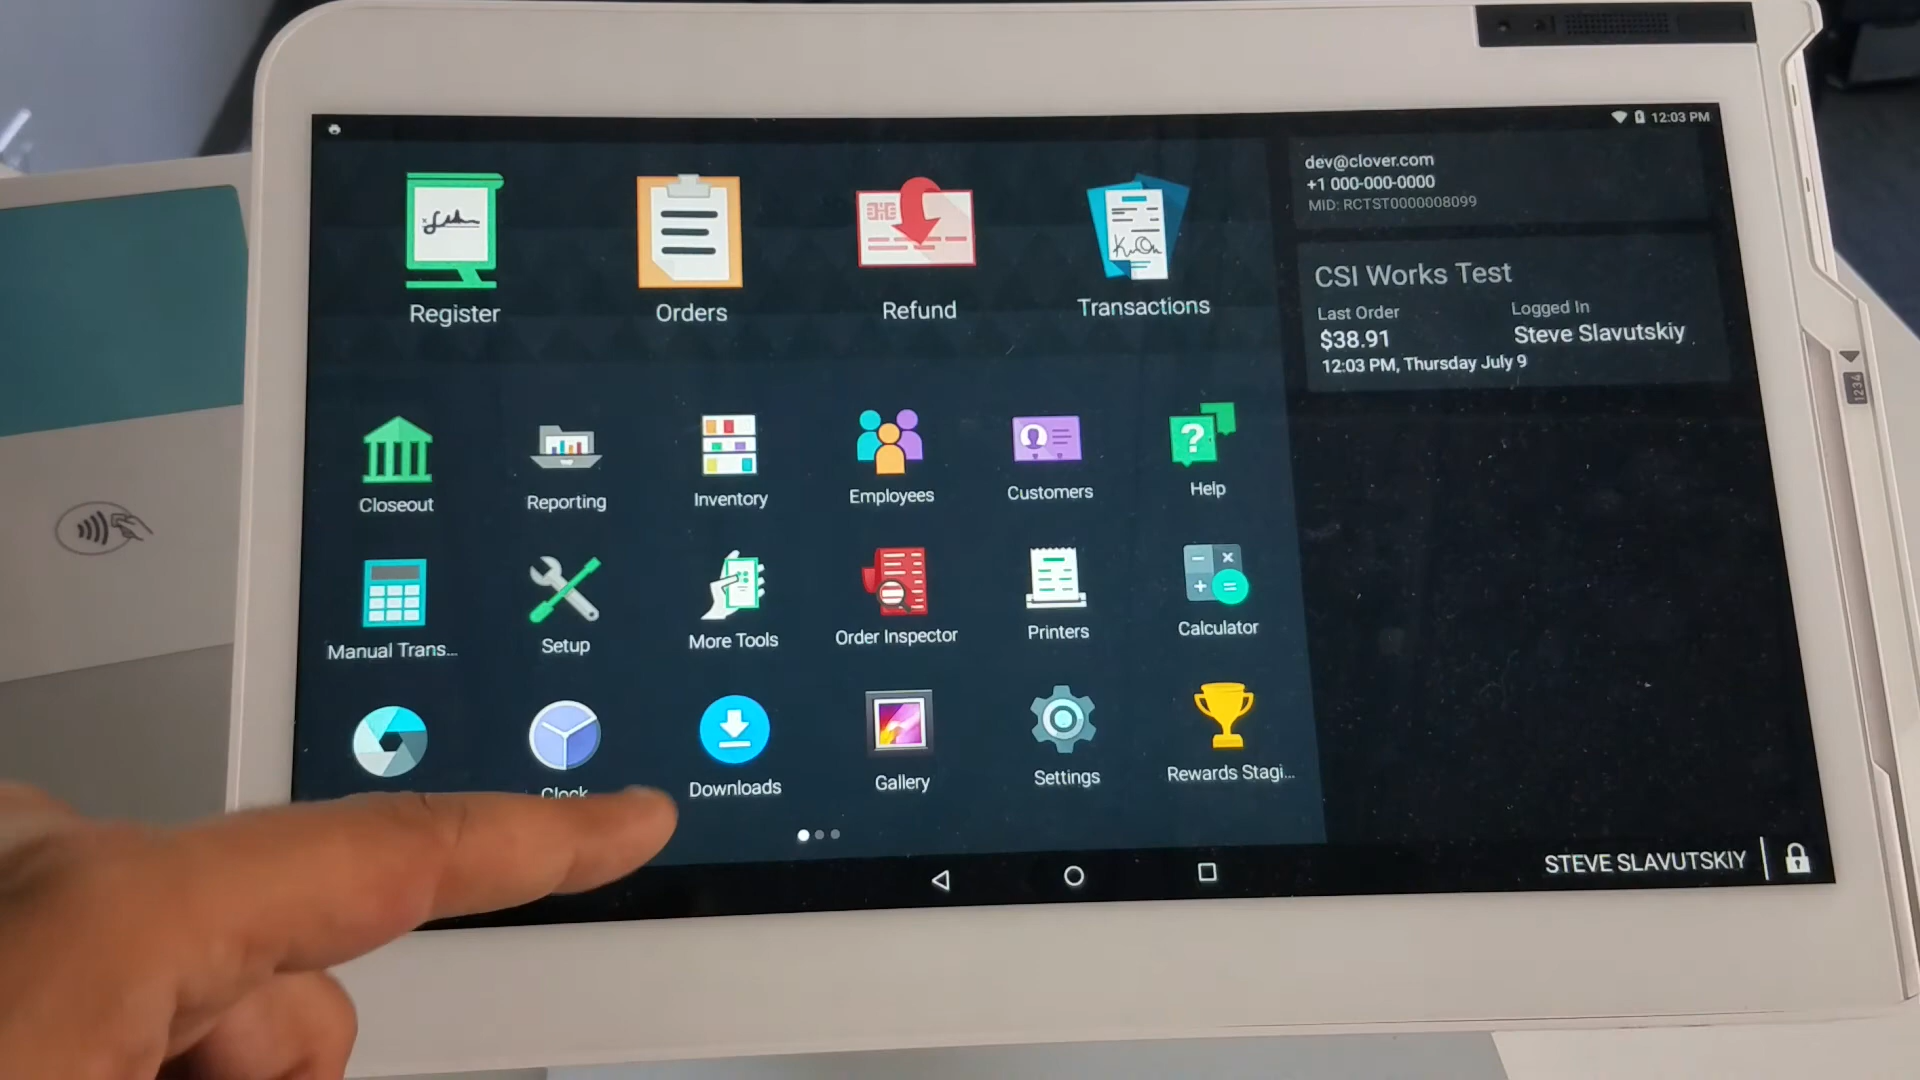 12:03 PM
dev@clover.com
+1 000-000-0000
MID: RCTST0000008099
Register
Orders
Refund
Transactions
CSI Works Test
Last Order
Logged In
$38.91
Steve Slavutskiy
12:03 PM, Thursday July 9
Closeout
Reporting
Inventory
Employees
Customers
Help
Manual Trans...
Setup
More Tools
Order Inspector
Printers
Calculator
Clock
Downloads
Gallery
Settings
Rewards Stagi...
STEVE SLAVUTSKIY
1234